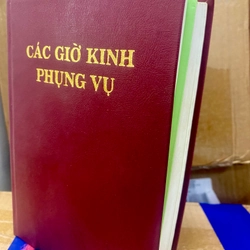 CÁC GIỜ KINH
PHỤNG VỤ